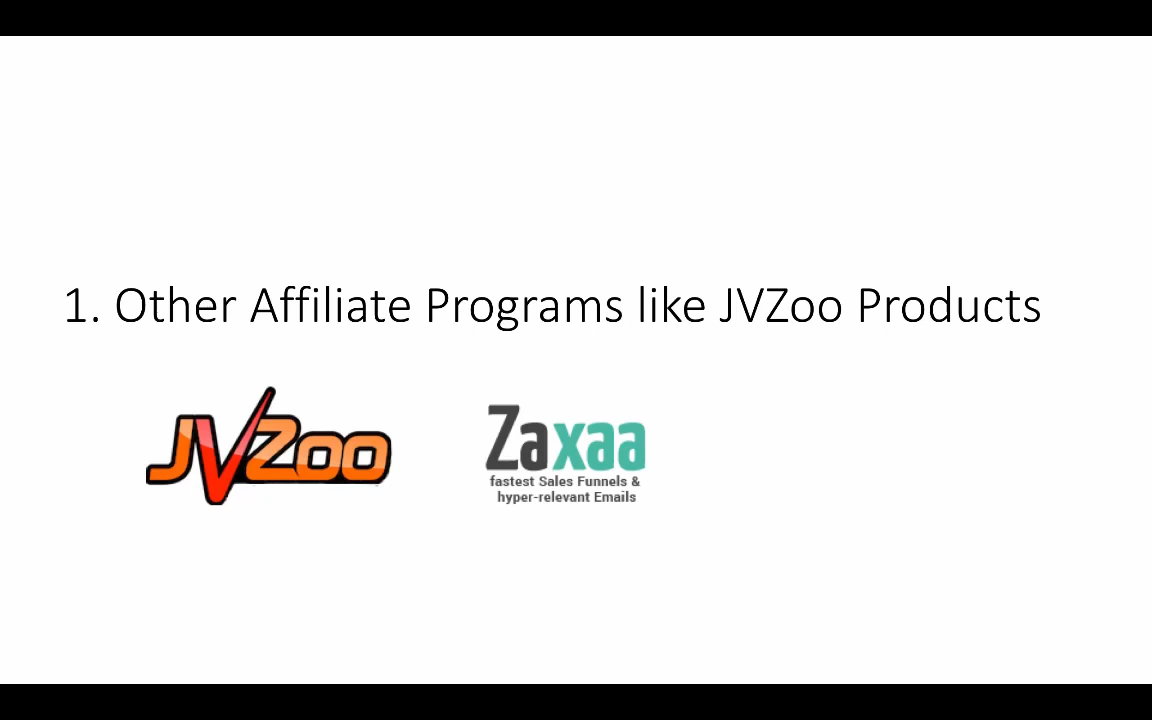 1. Other Affiliate Programs like JVZoo Products
JVZoo
Zaxaa
fastest Sales Funnels &
hyper-relevant Emails